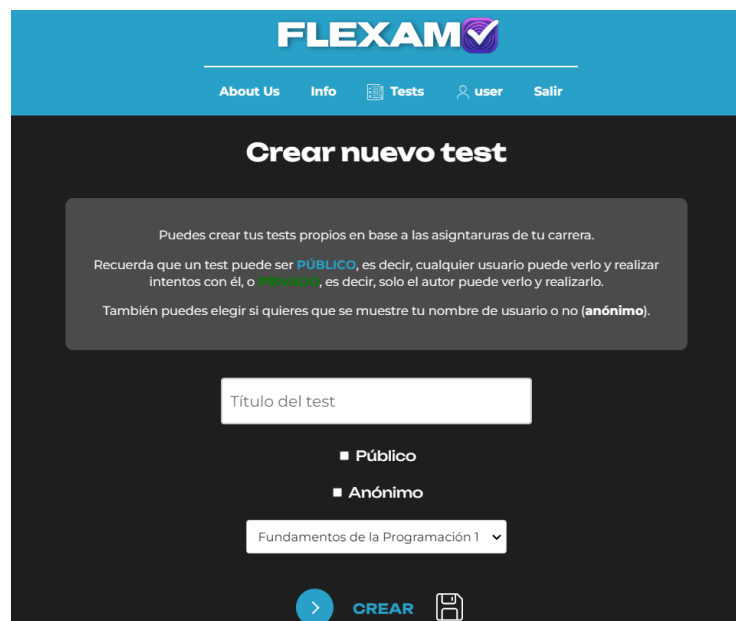 FLEXAM
About Us Info Tests user Salir
Crear nuevo test
Puedes crear tus tests propios en base a las asigntaruras de tu carrera.
Recuerda que un test puede ser PÚBLICO, es decir, cualquier usuario puede verlo y realizar
intentos con él, o PRIVADO, es decir, solo el autor puede verlo y realizarlo.
También puedes elegir si quieres que se muestre tu nombre de usuario o no (anónimo).
Título del test
Público
Anónimo
Fundamentos de la Programación 1
CREAR